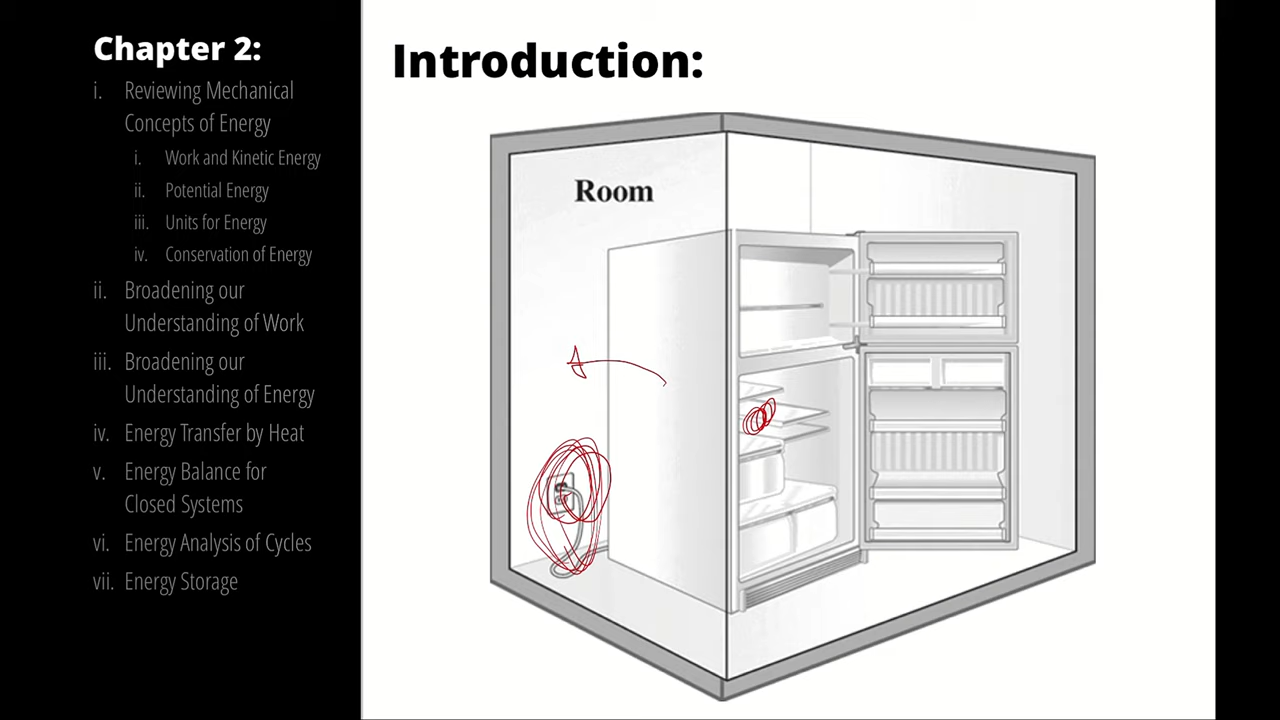 Chapter 2:
i. Reviewing Mechanical
Concepts of Energy
i. Work and Kinetic Energy
ii. Potential Energy
iii. Units for Energy
iv. Conservation of Energy
ii. Broadening our
Understanding of Work
iii. Broadening our
Understanding of Energy
iv. Energy Transfer by Heat
v. Energy Balance for
Closed Systems
vi. Energy Analysis of Cycles
vii. Energy Storage
Introduction:
Room